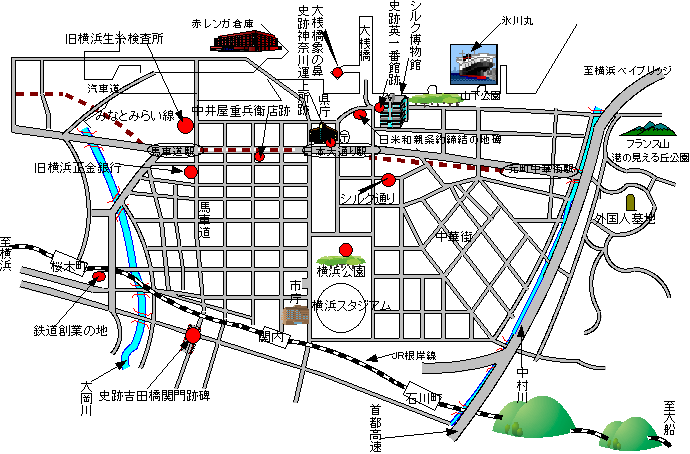 赤レンガ倉庫
大桟橋象の鼻
史跡神奈川運上所跡
大桟橋
シルク博物館
史跡英一番館跡
氷川丸
旧横浜生糸検査所
至横浜ベイブリッジ
汽車道
みなとみらい線
中井屋重兵衛店跡
県庁
山下公園
日米和親条約締結の地碑
フランス山
港の見える丘公園
馬車道駅
日本大通り駅
元町中華街駅
旧横浜正金銀行
シルク通り
馬車道
外国人墓地
中華街
至横浜
桜木町
横浜公園
市庁
横浜スタジアム
鉄道創業の地
関内
JR根岸線
大岡川
史跡吉田橋関門跡碑
石川町
中村川
首都高速
至大船